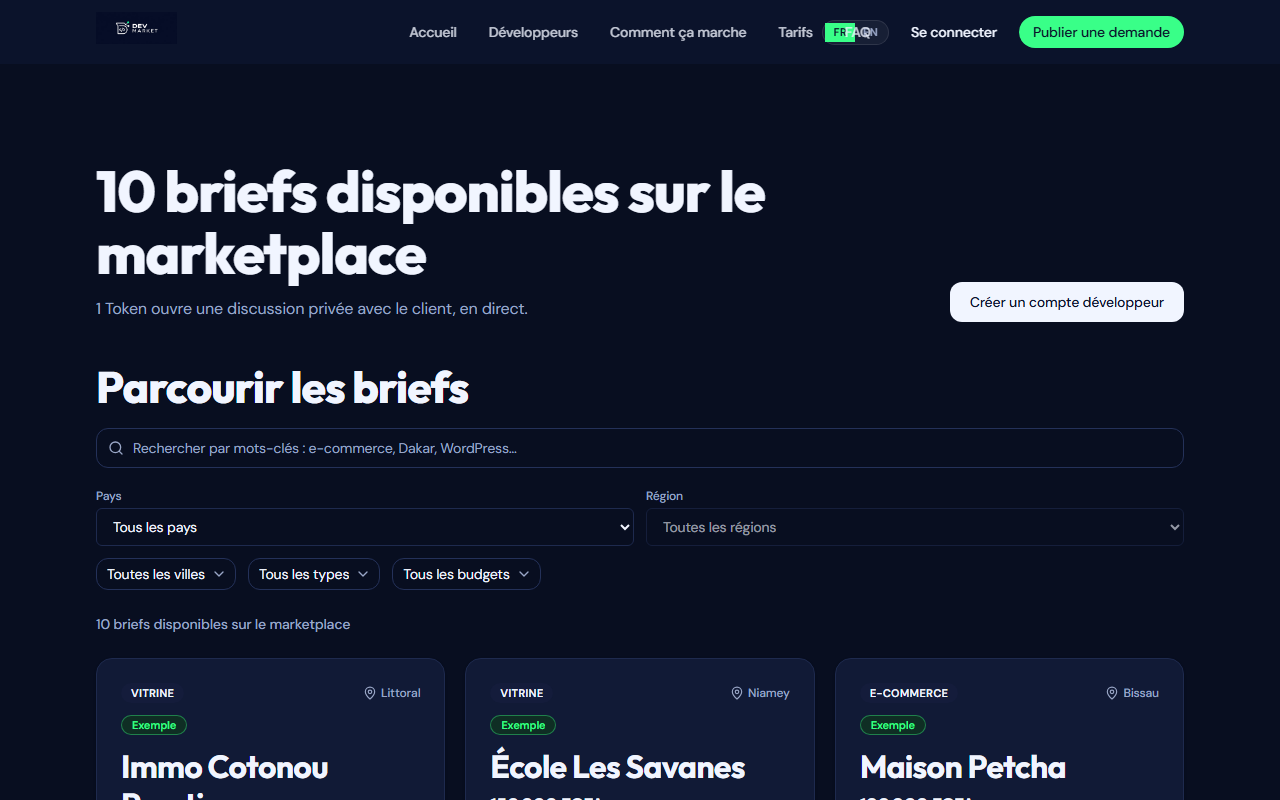 DEV
MARKET
Accueil
Développeurs
Comment ça marche
Tarifs
FR
FAQ
Se connecter
Publier une demande
10 briefs disponibles sur le
marketplace
1 Token ouvre une discussion privée avec le client, en direct.
Créer un compte développeur
Parcourir les briefs
Rechercher par mots-clés : e-commerce, Dakar, WordPress...
Pays
Région
Tous les pays
Toutes les régions
Toutes les villes
Tous les types
Tous les budgets
10 briefs disponibles sur le marketplace
VITRINE
Littoral
Exemple
Immo Cotonou
VITRINE
Niamey
Exemple
École Les Savanes
E-COMMERCE
Bissau
Exemple
Maison Petcha